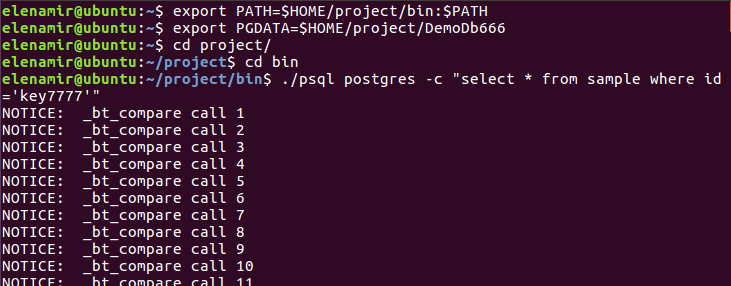 elenamir@ubuntu:~$ export PATH=$HOME/project/bin:$PATH
elenamir@ubuntu:~$ export PGDATA=$HOME/project/DemoDb666
elenamir@ubuntu:~$ cd project/
elenamir@ubuntu:~/project$ cd bin
elenamir@ubuntu:~/project/bin$ ./psql postgres -c "select * from sample where id
='key7777'"
NOTICE:  _bt_compare call 1
NOTICE:  _bt_compare call 2
NOTICE:  _bt_compare call 3
NOTICE:  _bt_compare call 4
NOTICE:  _bt_compare call 5
NOTICE:  _bt_compare call 6
NOTICE:  _bt_compare call 7
NOTICE:  _bt_compare call 8
NOTICE:  _bt_compare call 9
NOTICE:  _bt_compare call 10
NOTICE:  _bt_compare call 11